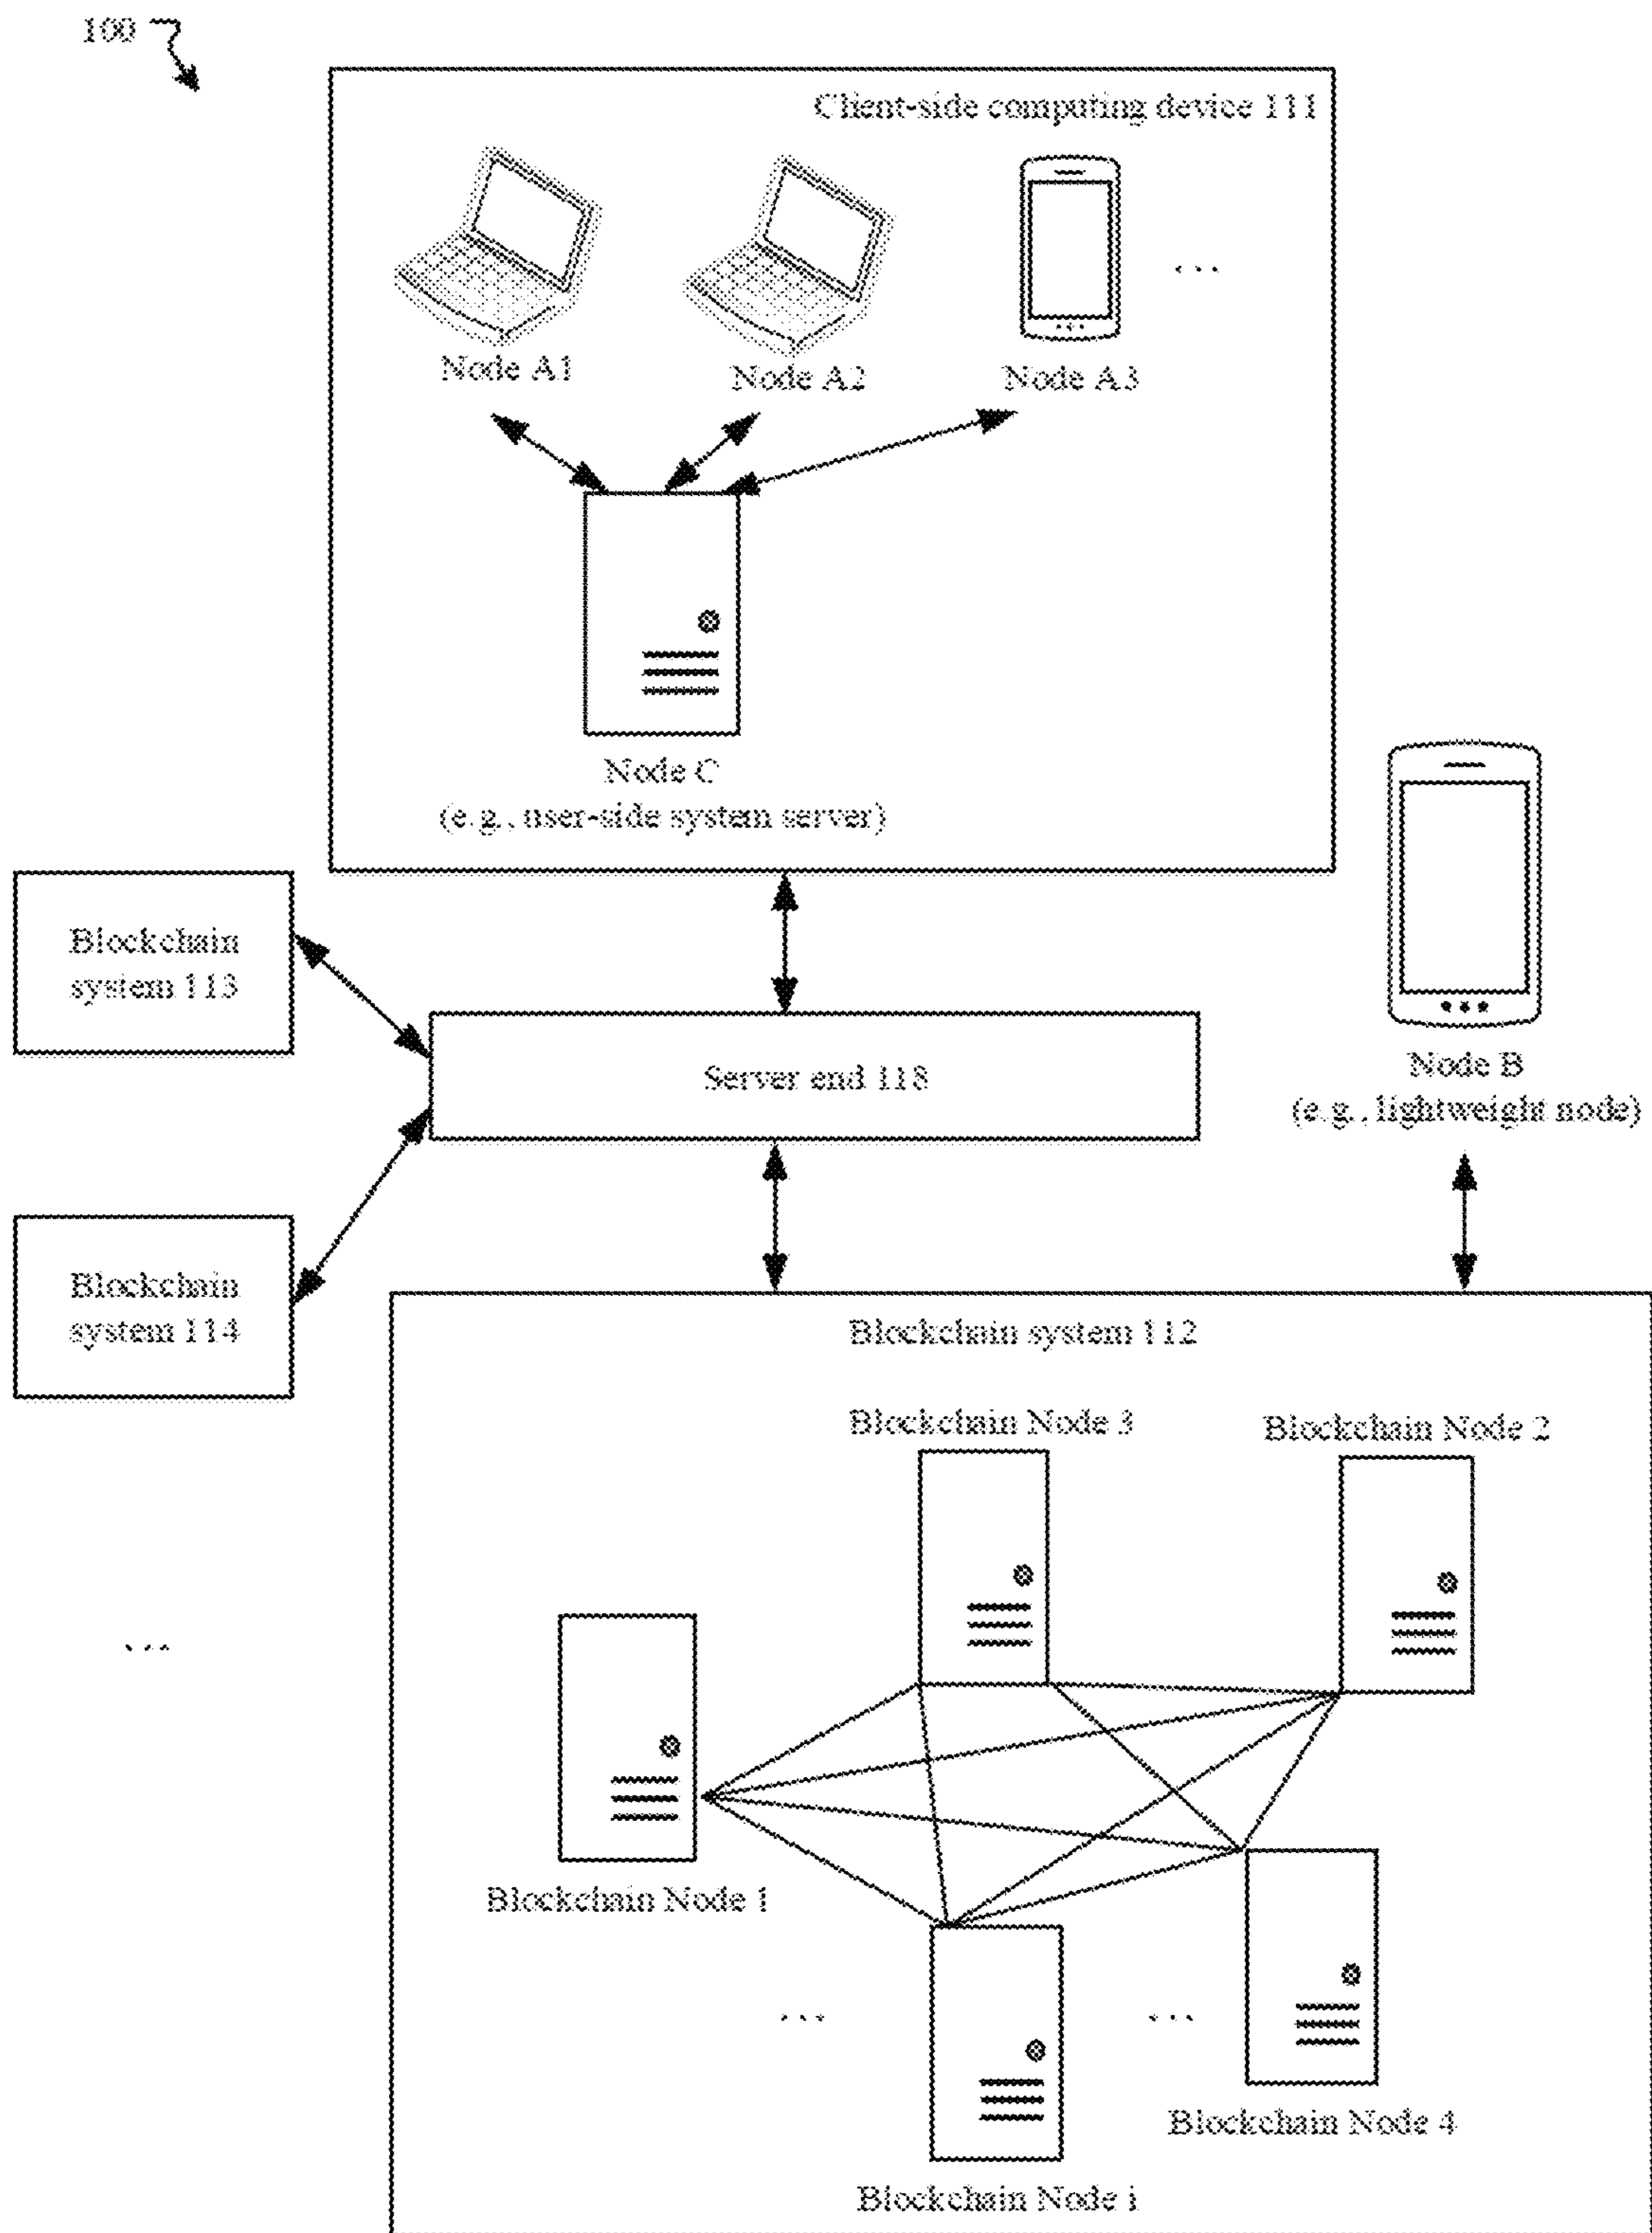 100
Client-side computing device 111
...
Node A1
Node A2
Node A3
Node C
(e.g., user-side system server)
Blockchain
system 113
Server end 118
Node B
(e.g., lightweight node)
Blockchain
system 114
Blockchain system 112
Blockchain Node 3
Blockchain Node 2
...
Blockchain Node 1
...
...
Blockchain Node 4
Blockchain Node i